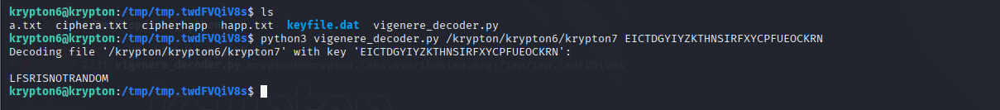 krypton6@krypton:/tmp/tmp.twdFVQiV8s$ ls
a.txt  ciphera.txt  cipherhapp  happ.txt  keyfile.dat  vigenere_decoder.py
krypton6@krypton:/tmp/tmp.twdFVQiV8s$ python3 vigenere_decoder.py /krypton/krypton6/krypton7 EICTDGYIYZKTHNSIRFXYCPFUEOCKRN
Decoding file '/krypton/krypton6/krypton7' with key 'EICTDGYIYZKTHNSIRFXYCPFUEOCKRN':
LFSRISNOTRANDOM
krypton6@krypton:/tmp/tmp.twdFVQiV8s$